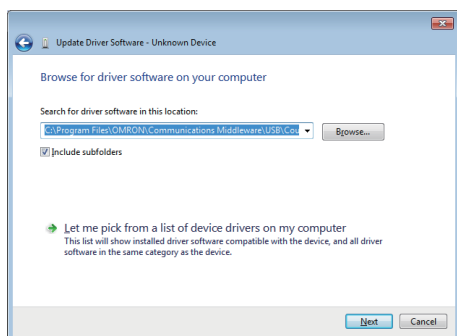 Update Driver Software - Unknown Device
Browse for driver software on your computer
Search for driver software in this location:
C:\Program Files\OMRON\Communications Middleware\USB\Cou
Browse...
Include subfolders
Let me pick from a list of device drivers on my computer
This list will show installed driver software compatible with the device, and all driver
software in the same category as the device.
Next Cancel